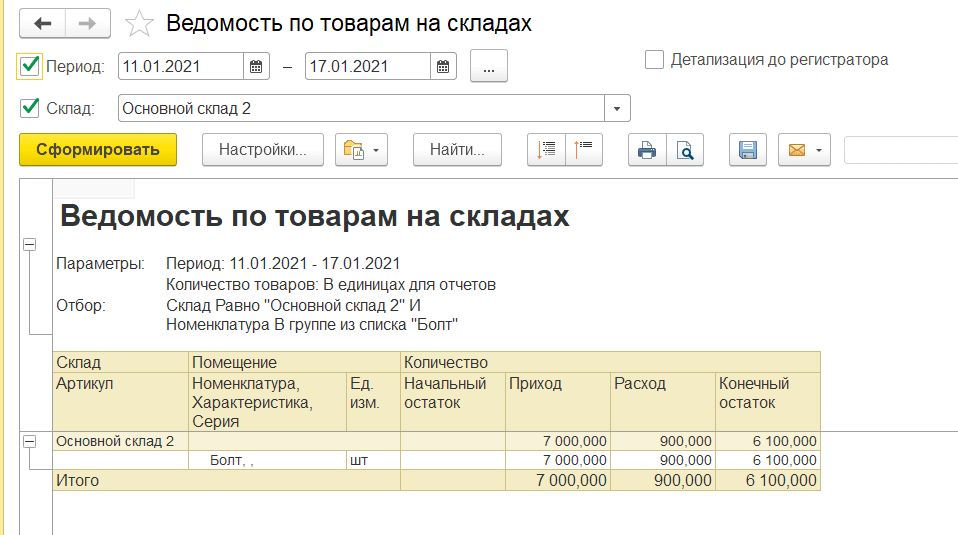 Ведомость по товарам на складах
Период: 11.01.2021 – 17.01.2021 ... Детализация до регистратора
Склад: Основной склад 2
Сформировать Настройки... Найти...
Ведомость по товарам на складах
Параметры: Период: 11.01.2021 - 17.01.2021
Количество товаров: В единицах для отчетов
Отбор: Склад Равно "Основной склад 2" И
Номенклатура В группе из списка "Болт"
Склад Помещение Количество
Артикул Номенклатура, Ед. Начальный Приход Расход Конечный
Характеристика, изм. остаток остаток
Серия
Основной склад 2 7 000,000 900,000 6 100,000
Болт, , шт 7 000,000 900,000 6 100,000
Итого 7 000,000 900,000 6 100,000